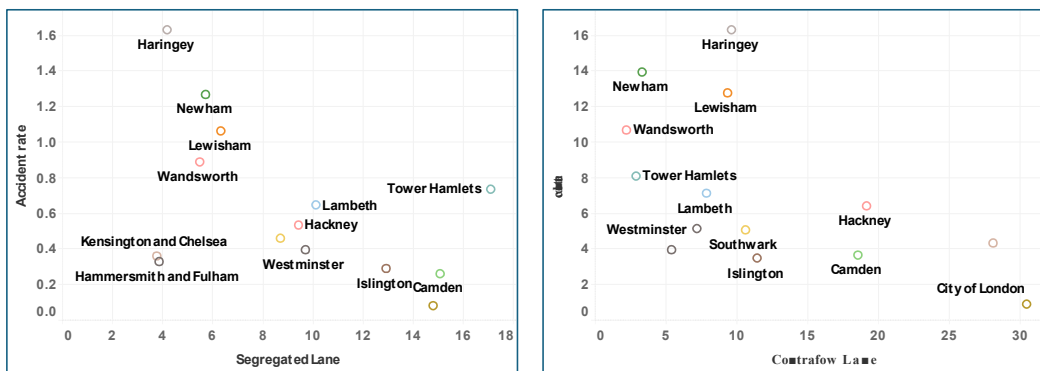 1.6
1.4
1.2
1.0
0.8
0.6
0.4
0.2
0.0
Accident rate
Haringey
Newham
Lewisham
Wandsworth
Tower Hamlets
Lambeth
Hackney
Kensington and Chelsea
Westminster
Hammersmith and Fulham
Islington
Camden
0 2 4 6 8 10 12 14 16 18
Segregated Lane
16
14
12
10
8
6
4
2
0
Haringey
Newham
Lewisham
Wandsworth
Tower Hamlets
Lambeth
Hackney
Westminster
Southwark
Islington
Camden
City of London
0 5 10 15 20 25 30